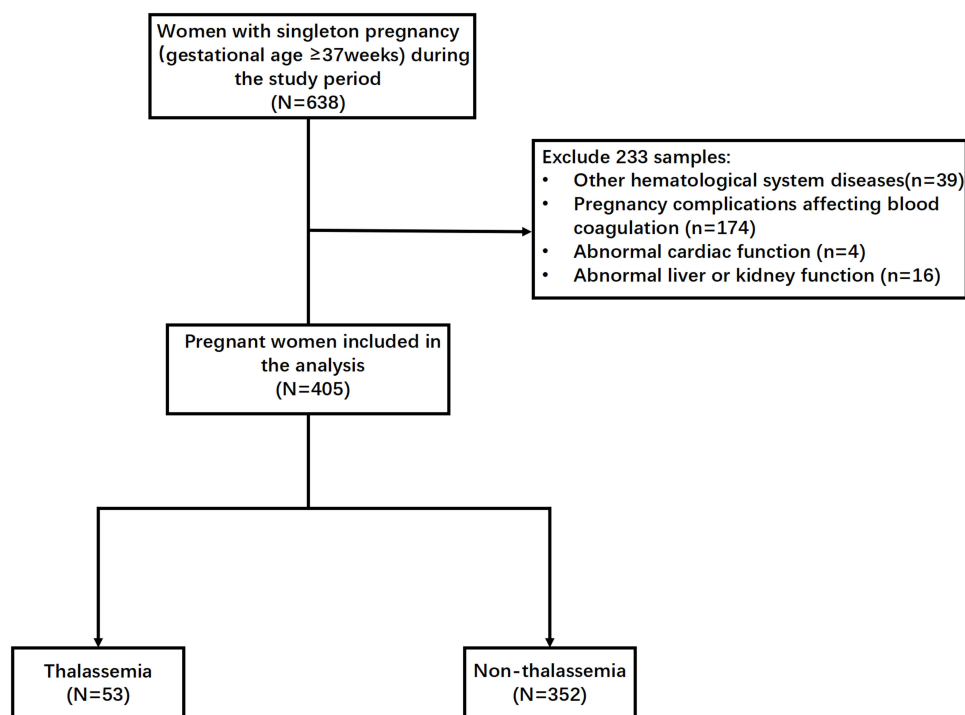 Women with singleton pregnancy
(gestational age ≥37weeks) during
the study period
(N=638)
Exclude 233 samples:
• Other hematological system diseases(n=39)
• Pregnancy complications affecting blood
coagulation (n=174)
• Abnormal cardiac function (n=4)
• Abnormal liver or kidney function (n=16)
Pregnant women included in
the analysis
(N=405)
Thalassemia
(N=53)
Non-thalassemia
(N=352)